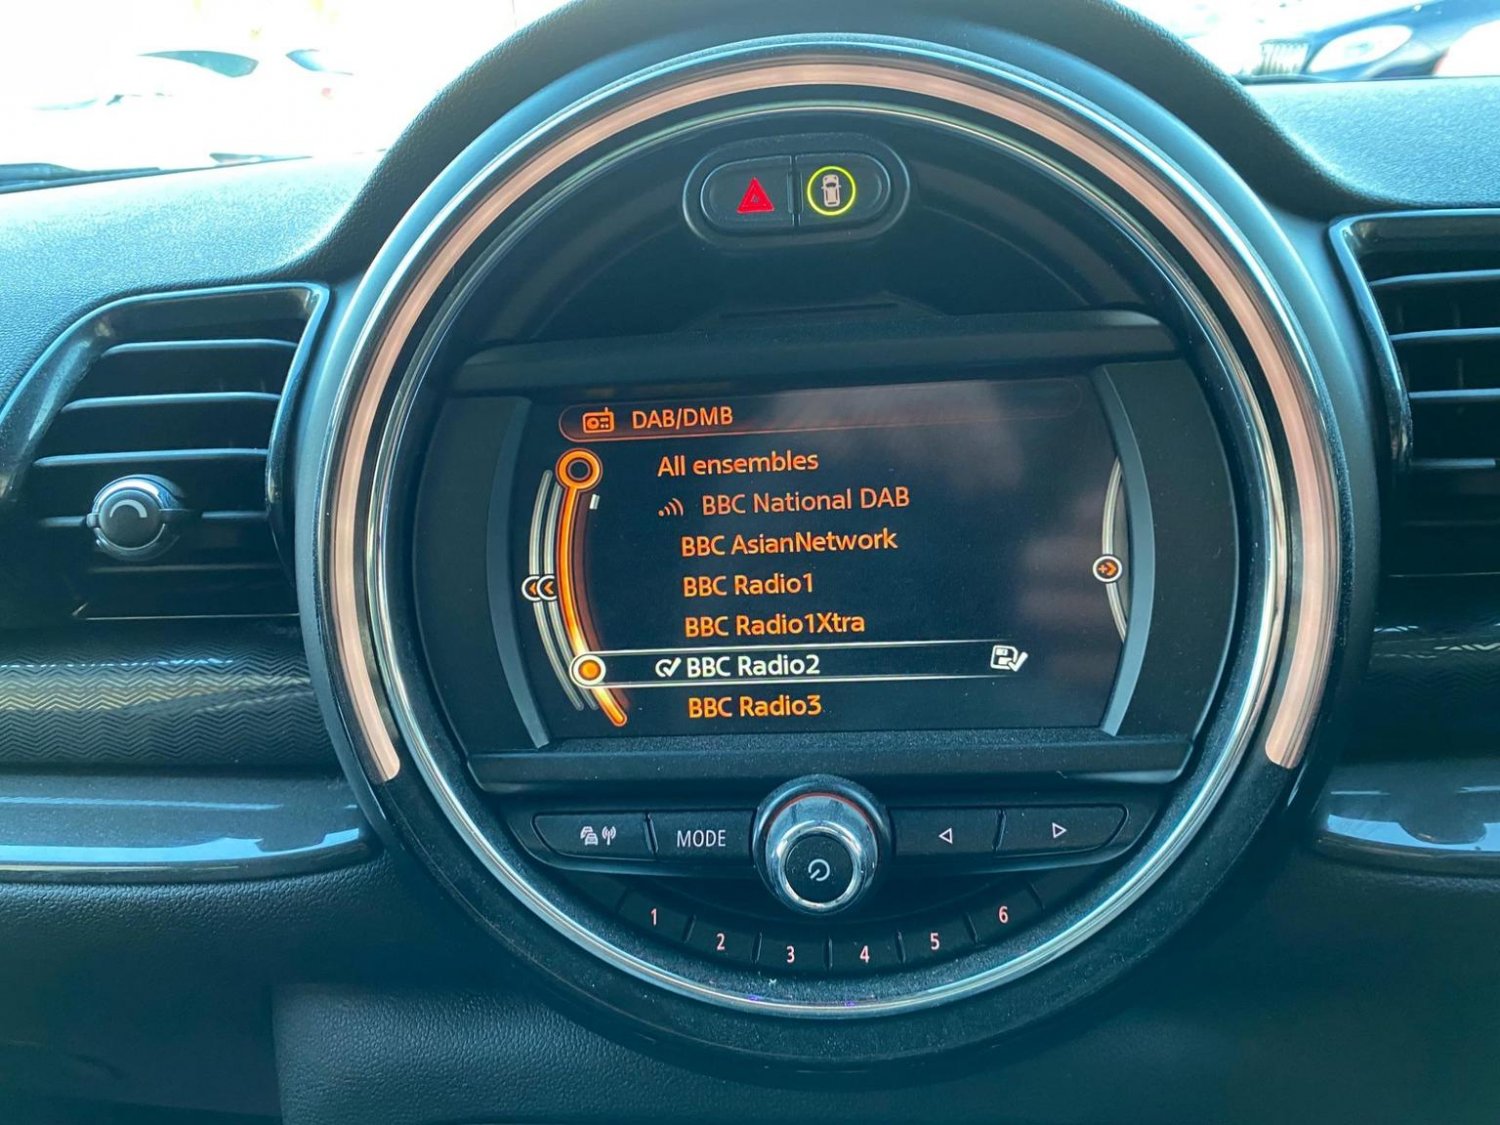 DAB/DMB
All ensembles
BBC National DAB
BBC AsianNetwork
BBC Radio1
BBC Radio1Xtra
BBC Radio2
BBC Radio3
MODE
1 2 3 4 5 6